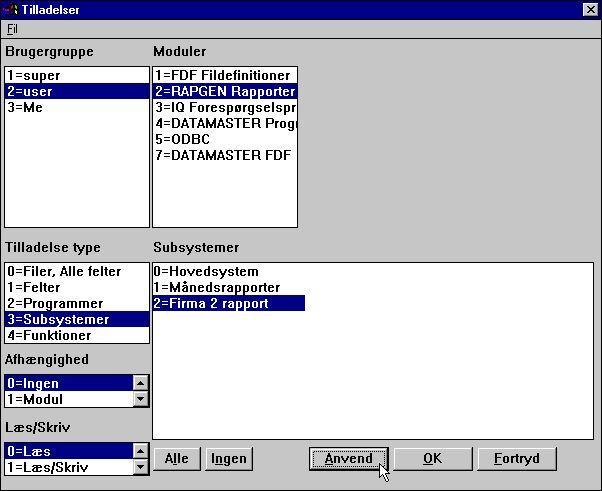 Tilladelser
Fil
Brugergruppe
1=super
2=user
3=Me
Moduler
1=FDF Fildefinitioner
2=RAPGEN Rapporter
3=IQ Forespørgselspr
4=DATAMASTER Progr
5=ODBC
7=DATAMASTER FDF
Tilladelse type
0=Filer, Alle felter
1=Felter
2=Programmer
3=Subsystemer
4=Funktioner
Subsystemer
0=Hovedsystem
1=Månedsrapporter
2=Firma 2 rapport
Afhængighed
0=Ingen
1=Modul
Læs/Skriv
0=Læs
1=Læs/Skriv
Alle Ingen Anvend OK Fortryd